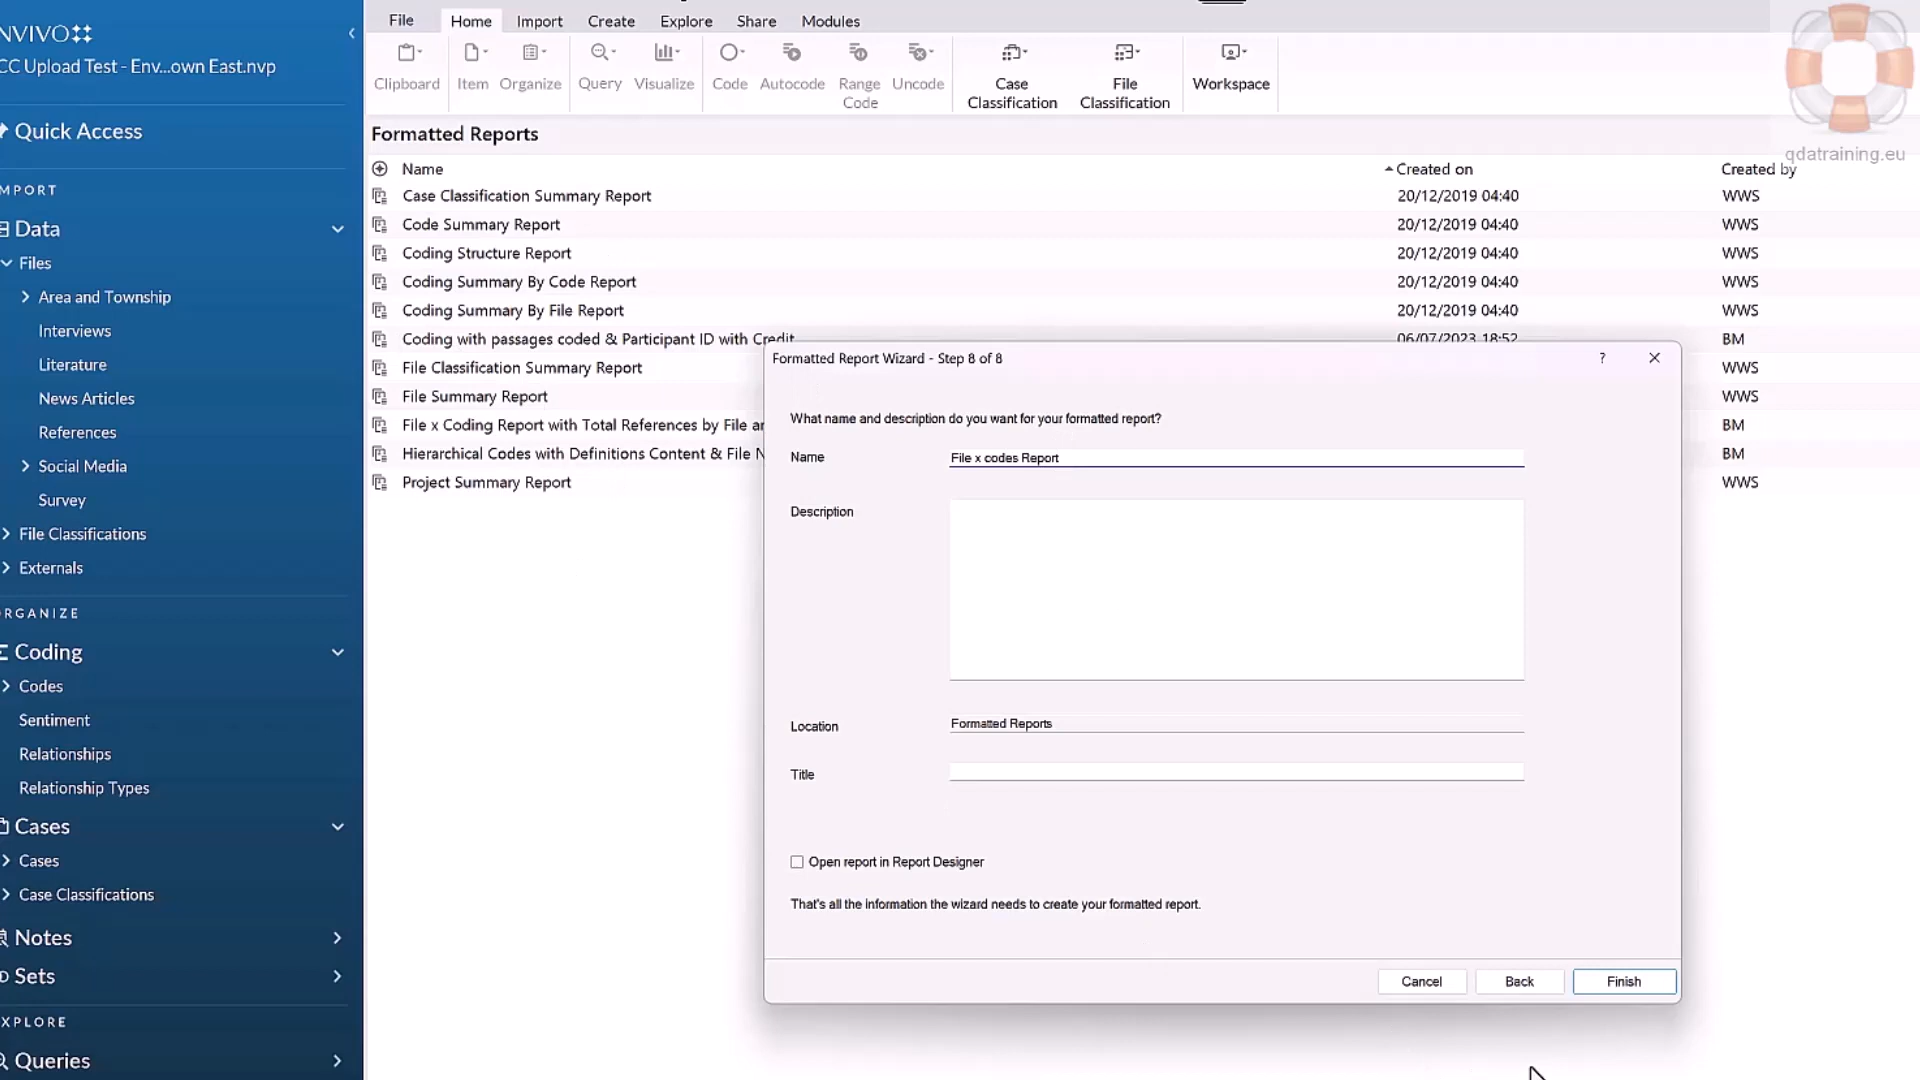 NVIVO
CC Upload Test - Env...own East.nvp
Quick Access
MPORT
Data
Files
Area and Township
Interviews
Literature
News Articles
References
Social Media
Survey
File Classifications
Externals
RGANIZE
Coding
Codes
Sentiment
Relationships
Relationship Types
Cases
Cases
Case Classifications
Notes
Sets
XPLORE
Queries
File Home Import Create Explore Share Modules
Clipboard Item Organize Query Visualize Code Autocode Range Code Uncode Case Classification File Classification Workspace
qdatraining.eu
Formatted Reports
Name Created on Created by
Case Classification Summary Report 20/12/2019 04:40 WWS
Code Summary Report 20/12/2019 04:40 WWS
Coding Structure Report 20/12/2019 04:40 WWS
Coding Summary By Code Report 20/12/2019 04:40 WWS
Coding Summary By File Report 20/12/2019 04:40 WWS
Coding with passages coded & Participant ID with Credit 06/07/2023 18:52 BM
File Classification Summary Report WWS
File Summary Report WWS
File x Coding Report with Total References by File BM
Hierarchical Codes with Definitions Content & File BM
Project Summary Report WWS
Formatted Report Wizard - Step 8 of 8
What name and description do you want for your formatted report?
Name File x codes Report
Description
Location Formatted Reports
Title
Open report in Report Designer
That's all the information the wizard needs to create your formatted report.
Cancel Back Finish